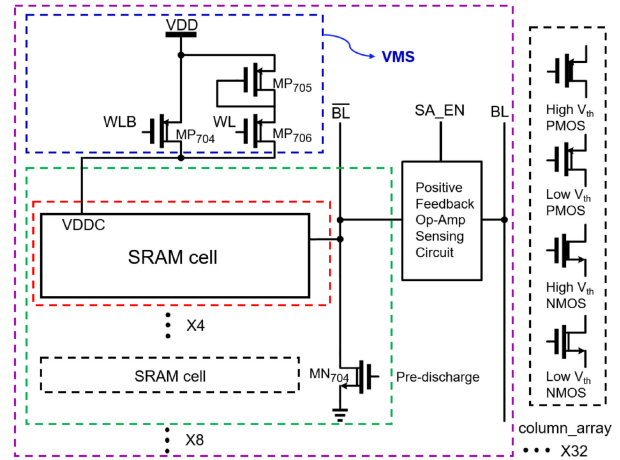 VDD
VMS
MP705
WLB
MP704
WL
MP706
BL
SA_EN
BL
VDDC
SRAM cell
Positive
Feedback
Op-Amp
Sensing
Circuit
X4
SRAM cell
MN704
Pre-discharge
X8
High Vth
PMOS
Low Vth
PMOS
High Vth
NMOS
Low Vth
NMOS
column_array
X32